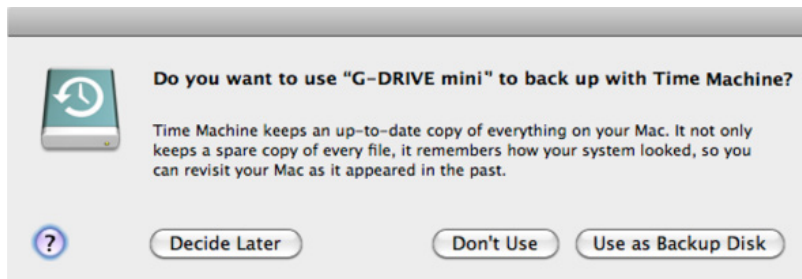 Do you want to use “G-DRIVE mini” to back up with Time Machine?
Time Machine keeps an up-to-date copy of everything on your Mac. It not only
keeps a spare copy of every file, it remembers how your system looked, so you
can revisit your Mac as it appeared in the past.
? Decide Later Don't Use Use as Backup Disk